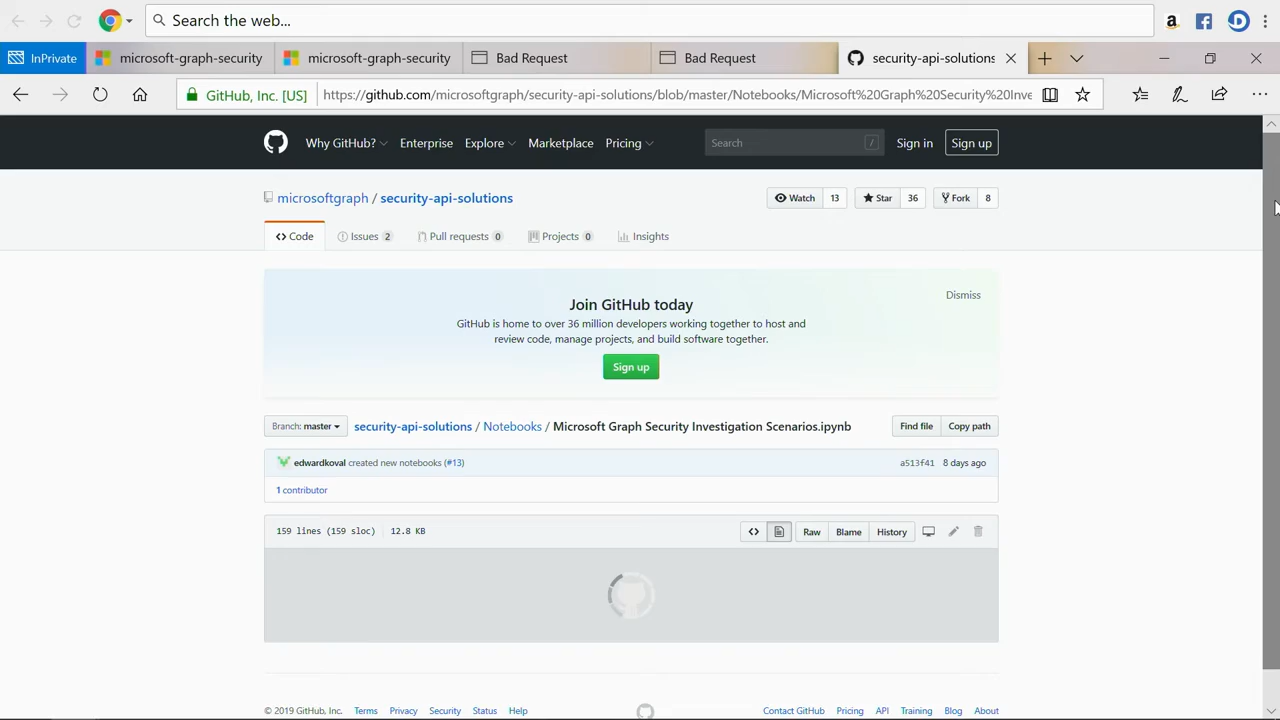 Search the web...
InPrivate
microsoft-graph-security
microsoft-graph-security
Bad Request
Bad Request
security-api-solutions
GitHub, Inc. [US]
https://github.com/microsoftgraph/security-api-solutions/blob/master/Notebooks/Microsoft%20Graph%20Security%20Inve
Why GitHub? Enterprise Explore Marketplace Pricing
Search /
Sign in Sign up
microsoftgraph / security-api-solutions
Watch 13 Star 36 Fork 8
Code Issues 2 Pull requests 0 Projects 0 Insights
Join GitHub today
Dismiss
GitHub is home to over 36 million developers working together to host and
review code, manage projects, and build software together.
Sign up
Branch: master security-api-solutions / Notebooks / Microsoft Graph Security Investigation Scenarios.ipynb Find file Copy path
edwardkoval created new notebooks (#13) a513f41 8 days ago
1 contributor
159 lines (159 sloc) 12.8 KB Raw Blame History
© 2019 GitHub, Inc. Terms Privacy Security Status Help Contact GitHub Pricing API Training Blog About